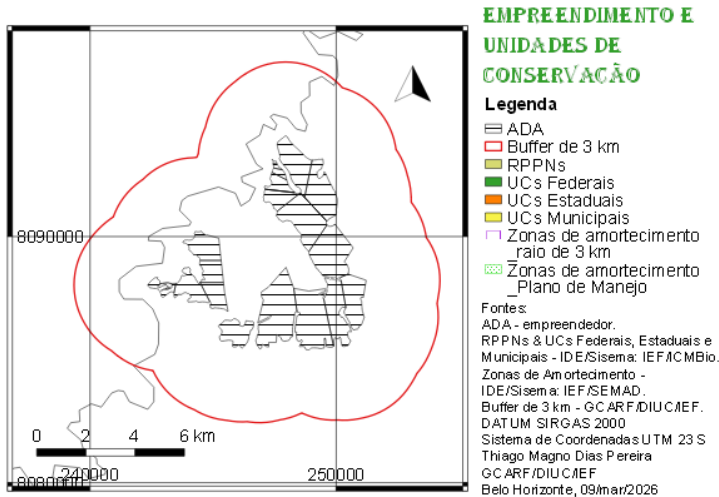 EMPREENDIMENTO E
UNIDADES DE
CONSERVAÇÃO
Legenda
ADA
Buffer de 3 km
RPPNs
UCs Federais
UCs Estaduais
UCs Municipais
Zonas de amortecimento
_raio de 3 km
Zonas de amortecimento
_Plano de Manejo
Fontes:
ADA - empreendedor.
RPPNs & UCs Federais, Estaduais e
Municipais - IDE/Sisema: IEF/ICMBio.
Zonas de Amortecimento -
IDE/Sisema: IEF/SEMAD.
Buffer de 3 km - GCARF/DIUC/IEF.
DATUM SIRGAS 2000
Sistema de Coordenadas UTM 23 S
Thiago Magno Dias Pereira
GCARF/DIUC/IEF
Belo Horizonte, 09/mar/2026
8090000
0 2 4 6 km
8080000
240000
250000